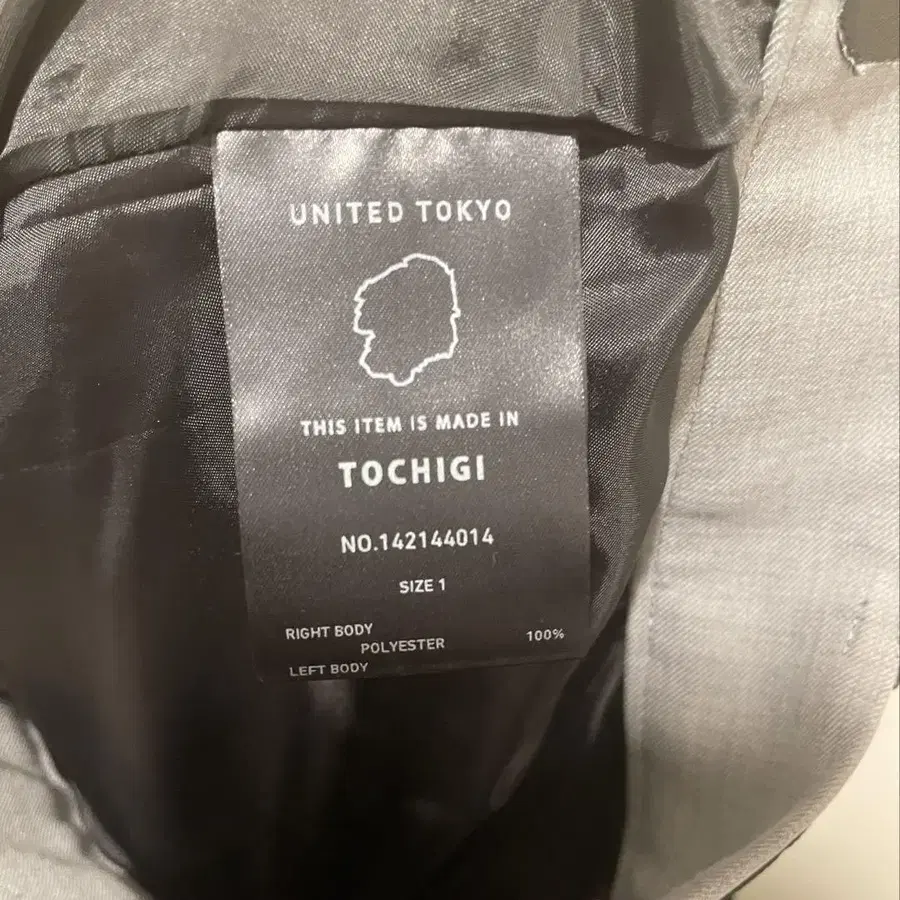 UNITED TOKYO
THIS ITEM IS MADE IN
TOCHIGI
NO.142144014
SIZE 1
RIGHT BODY
POLYESTER 100%
LEFT BODY